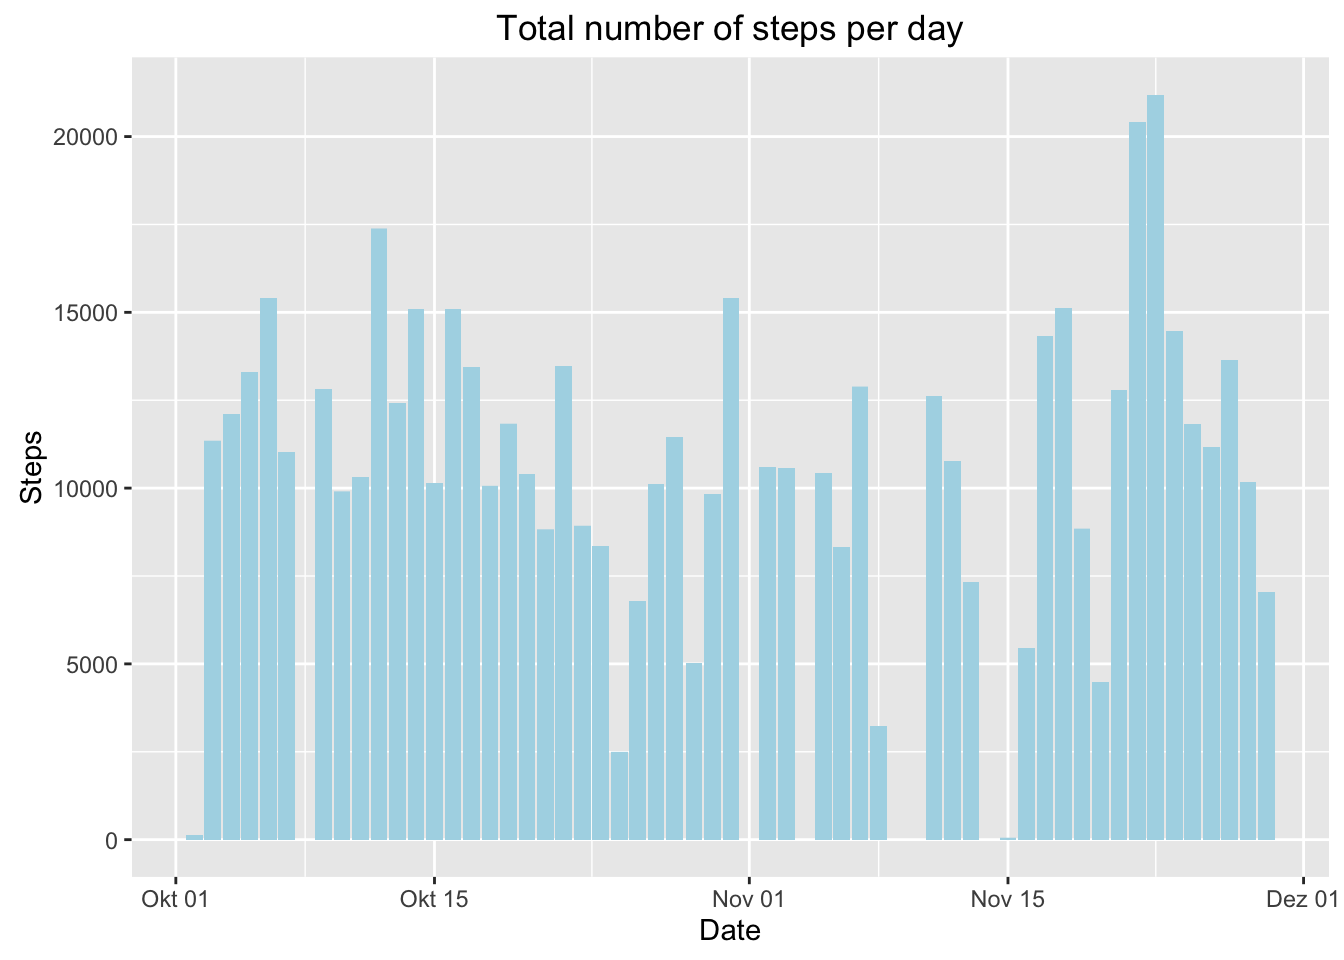 Total number of steps per day
Steps
20000
15000
10000
5000
0
Okt 01 Okt 15 Nov 01 Nov 15 Dez 01
Date